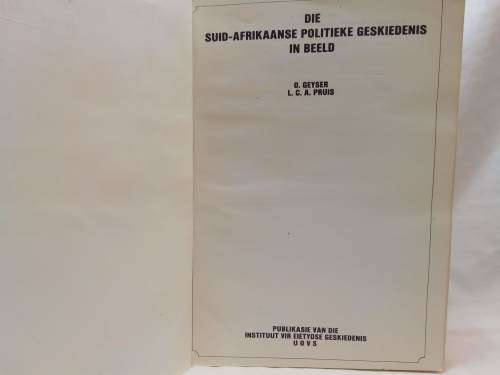 DIE
SUID-AFRIKAANSE POLITIEKE GESKIEDENIS
IN BEELD
O. GEYSER
L. C. A. PRUIS
PUBLIKASIE VAN DIE
INSTITUUT VIR EIETYDSE GESKIEDENIS
U O V S